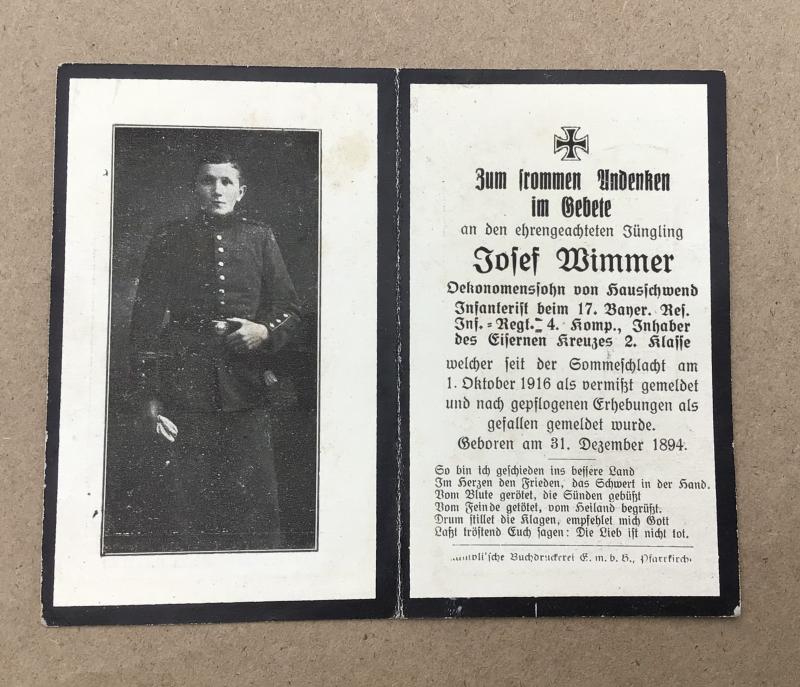 Zum frommen Andenken
im Gebete
an den ehrengeachteten Jüngling
Josef Wimmer
Oekonomenssohn von Hausschwend
Infanterist beim 17. Bayer. Res.
Inf.-Regt. 4. Komp., Inhaber
des Eisernen Kreuzes 2. Klasse
welcher seit der Sommeschlacht am
1. Oktober 1916 als vermißt gemeldet
und nach gepflogenen Erhebungen als
gefallen gemeldet wurde.
Geboren am 31. Dezember 1894.
So bin ich geschieden ins bessere Land
Im Herzen den Frieden, das Schwert in der Hand.
Vom Blute gerötet, die Sünden gebüßt
Vom Feinde getötet, vom Heiland begrüßt.
Drum stillet die Klagen, empfehlet mich Gott
Laßt tröstend Euch sagen: Die Lieb ist nicht tot.
Buchdruckerei G. m. b. H., Pfarrkirch